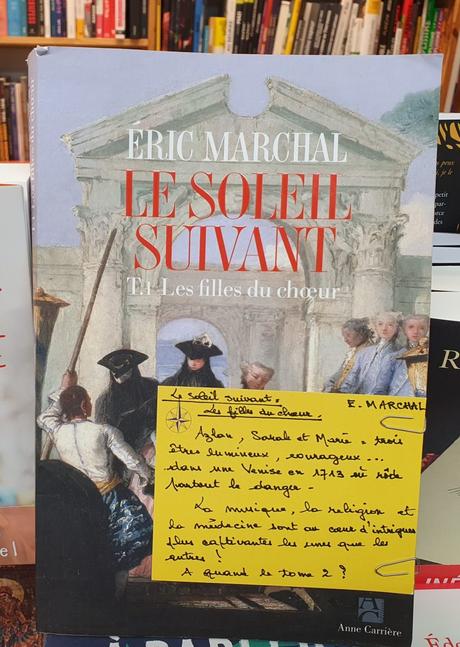 ÉRIC MARCHAL
LE SOLEIL
SUIVANT
T.1 Les filles du chœur
Le soleil suivant : E. MARCHAL
Les filles du chœur.
Azlan, Sarah et Marie : trois
êtres lumineux, courageux...
dans une Venise en 1713 où rôde
partout le danger -
La musique, la religion et
la médecine sont au cœur d'intrigues
plus captivantes les unes que les
autres !
A quand le tome 2 ?
AC
Anne Carrière